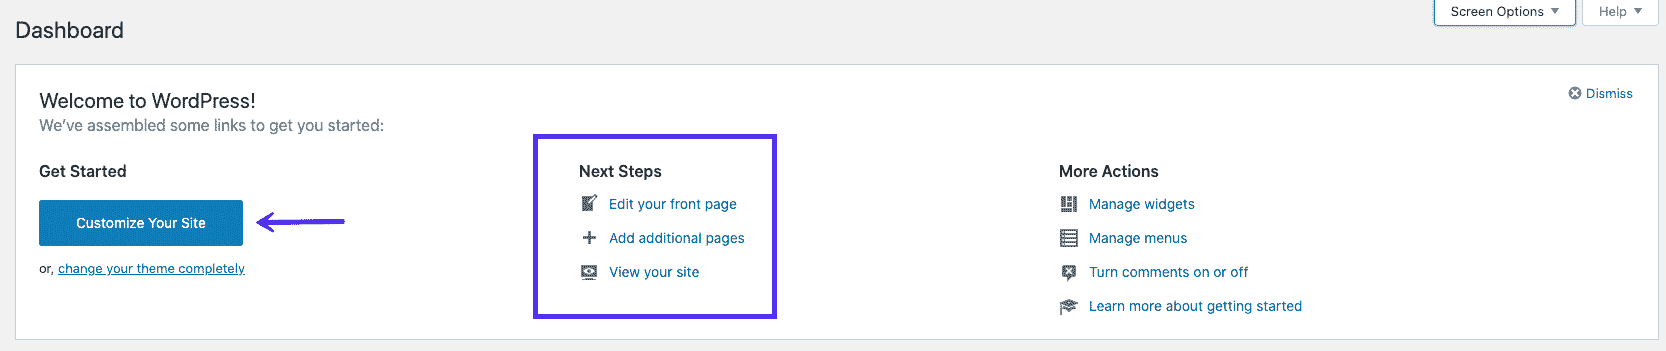 Screen Options
Help
Dashboard
Welcome to WordPress!
Dismiss
We've assembled some links to get you started:
Get Started
Customize Your Site
or, change your theme completely
Next Steps
Edit your front page
Add additional pages
View your site
More Actions
Manage widgets
Manage menus
Turn comments on or off
Learn more about getting started